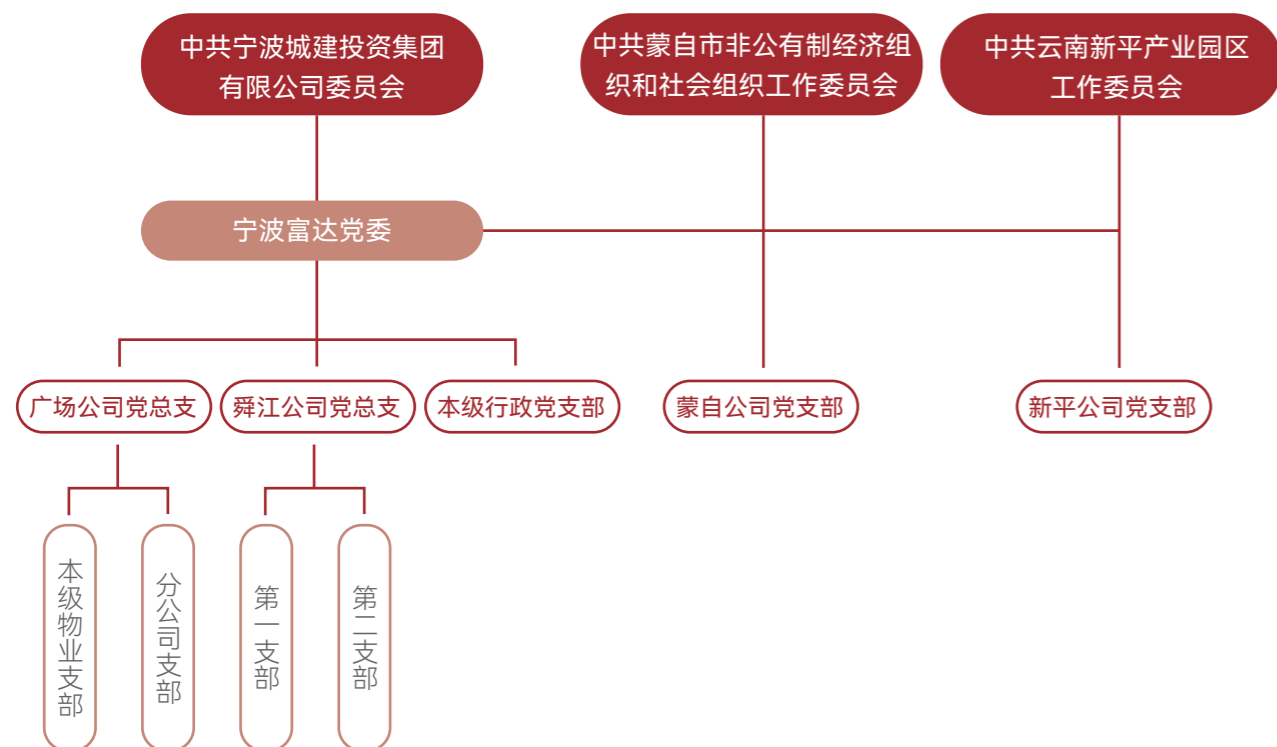 中共宁波城建投资集团
有限公司委员会
中共蒙自市非公有制经济组
织和社会组织工作委员会
中共云南新平产业园区
工作委员会
宁波富达党委
广场公司党总支
舜江公司党总支
本级行政党支部
蒙自公司党支部
新平公司党支部
本级物业支部
分公司支部
第一支部
第二支部